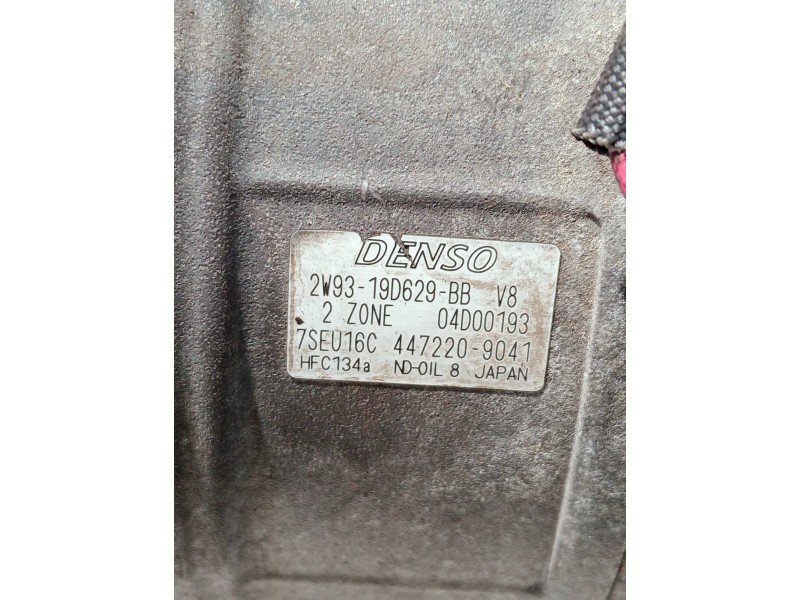 DENSO
2W93-19D629-BB V8
2 ZONE 04D00193
7SEU16C 447220-9041
HFC134a ND-OIL 8 JAPAN